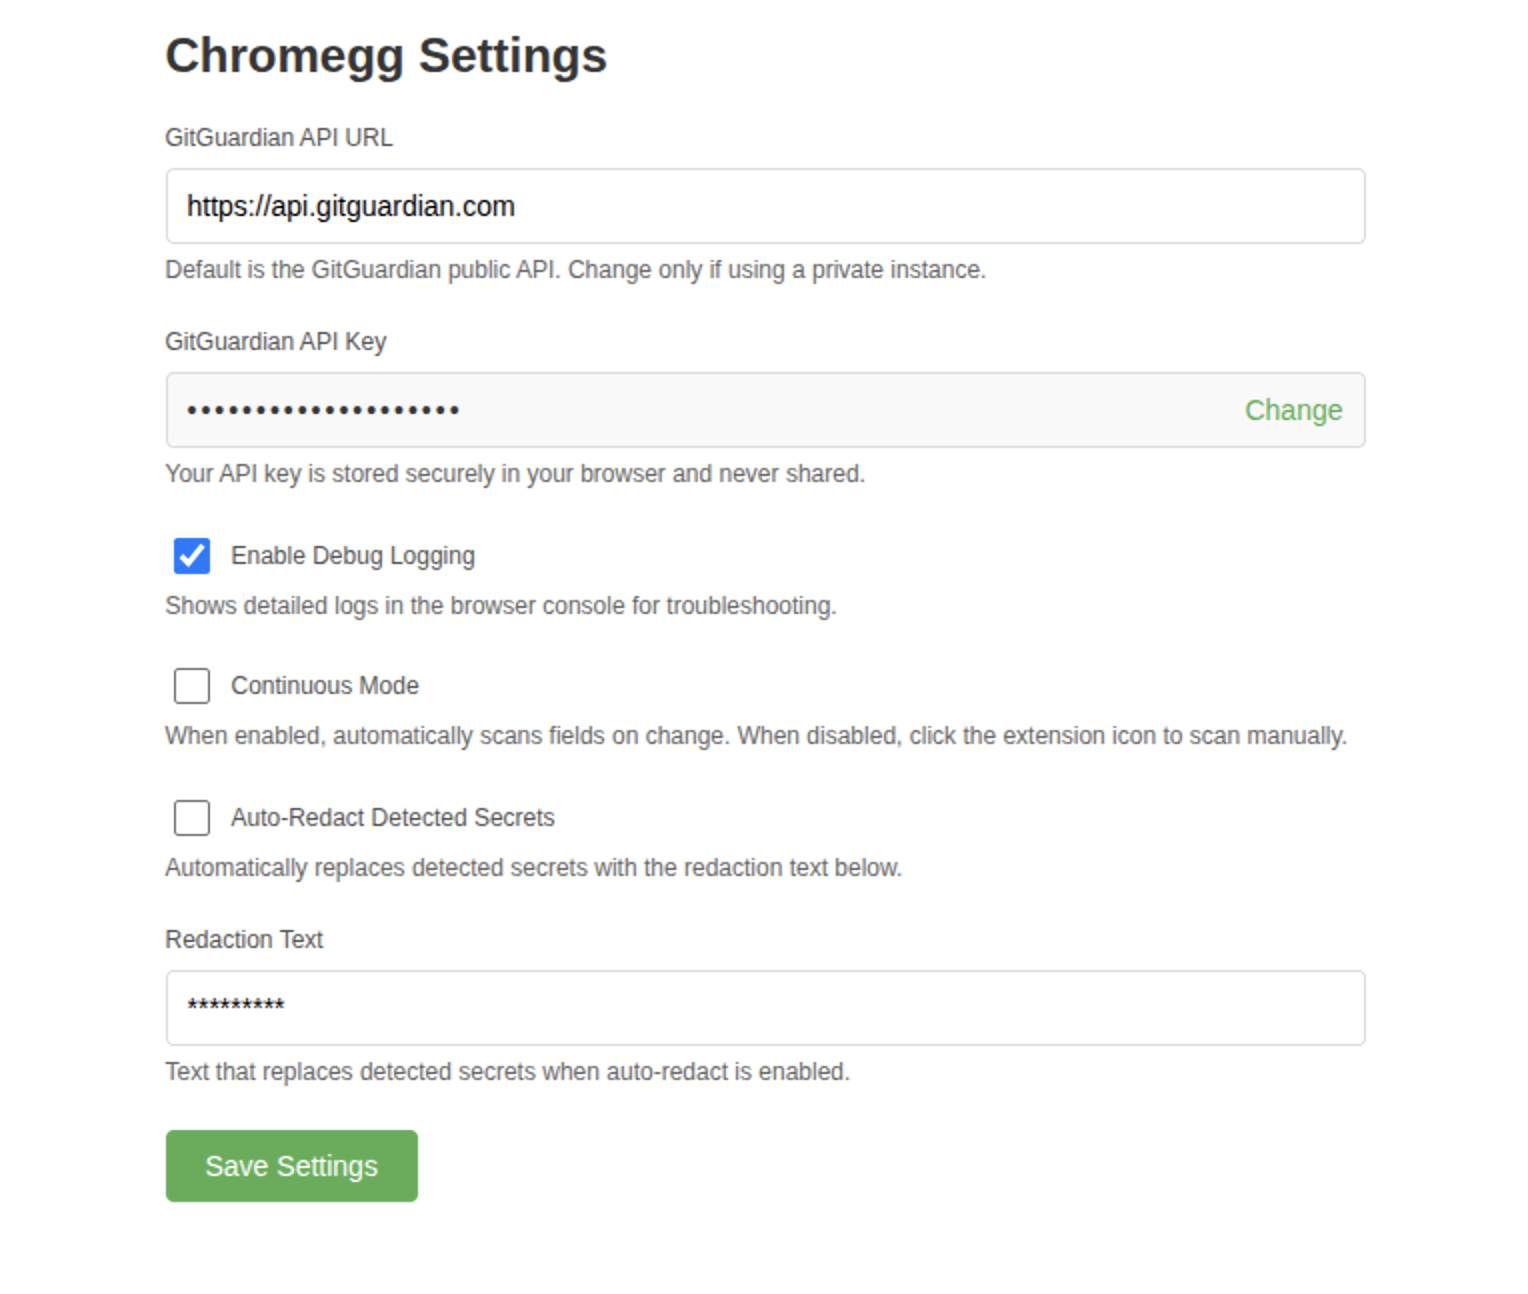 Chromegg Settings
GitGuardian API URL
https://api.gitguardian.com
Default is the GitGuardian public API. Change only if using a private instance.
GitGuardian API Key
•••••••••••••••••••• Change
Your API key is stored securely in your browser and never shared.
Enable Debug Logging
Shows detailed logs in the browser console for troubleshooting.
Continuous Mode
When enabled, automatically scans fields on change. When disabled, click the extension icon to scan manually.
Auto-Redact Detected Secrets
Automatically replaces detected secrets with the redaction text below.
Redaction Text
*********
Text that replaces detected secrets when auto-redact is enabled.
Save Settings